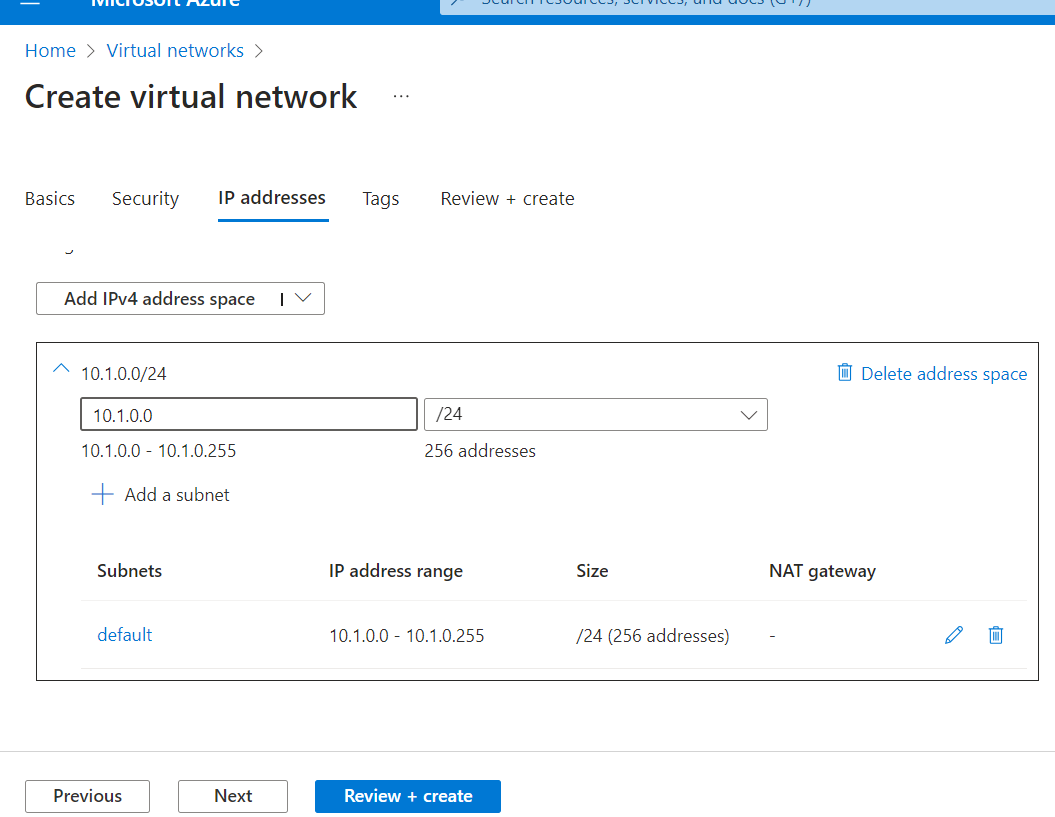 Microsoft Azure
Search resources, services, and docs (G+/)
Home > Virtual networks >
Create virtual network ...
Basics Security IP addresses Tags Review + create
Add IPv4 address space |
10.1.0.0/24 Delete address space
10.1.0.0 /24
10.1.0.0 - 10.1.0.255 256 addresses
+ Add a subnet
Subnets IP address range Size NAT gateway
default 10.1.0.0 - 10.1.0.255 /24 (256 addresses) -
Previous Next Review + create